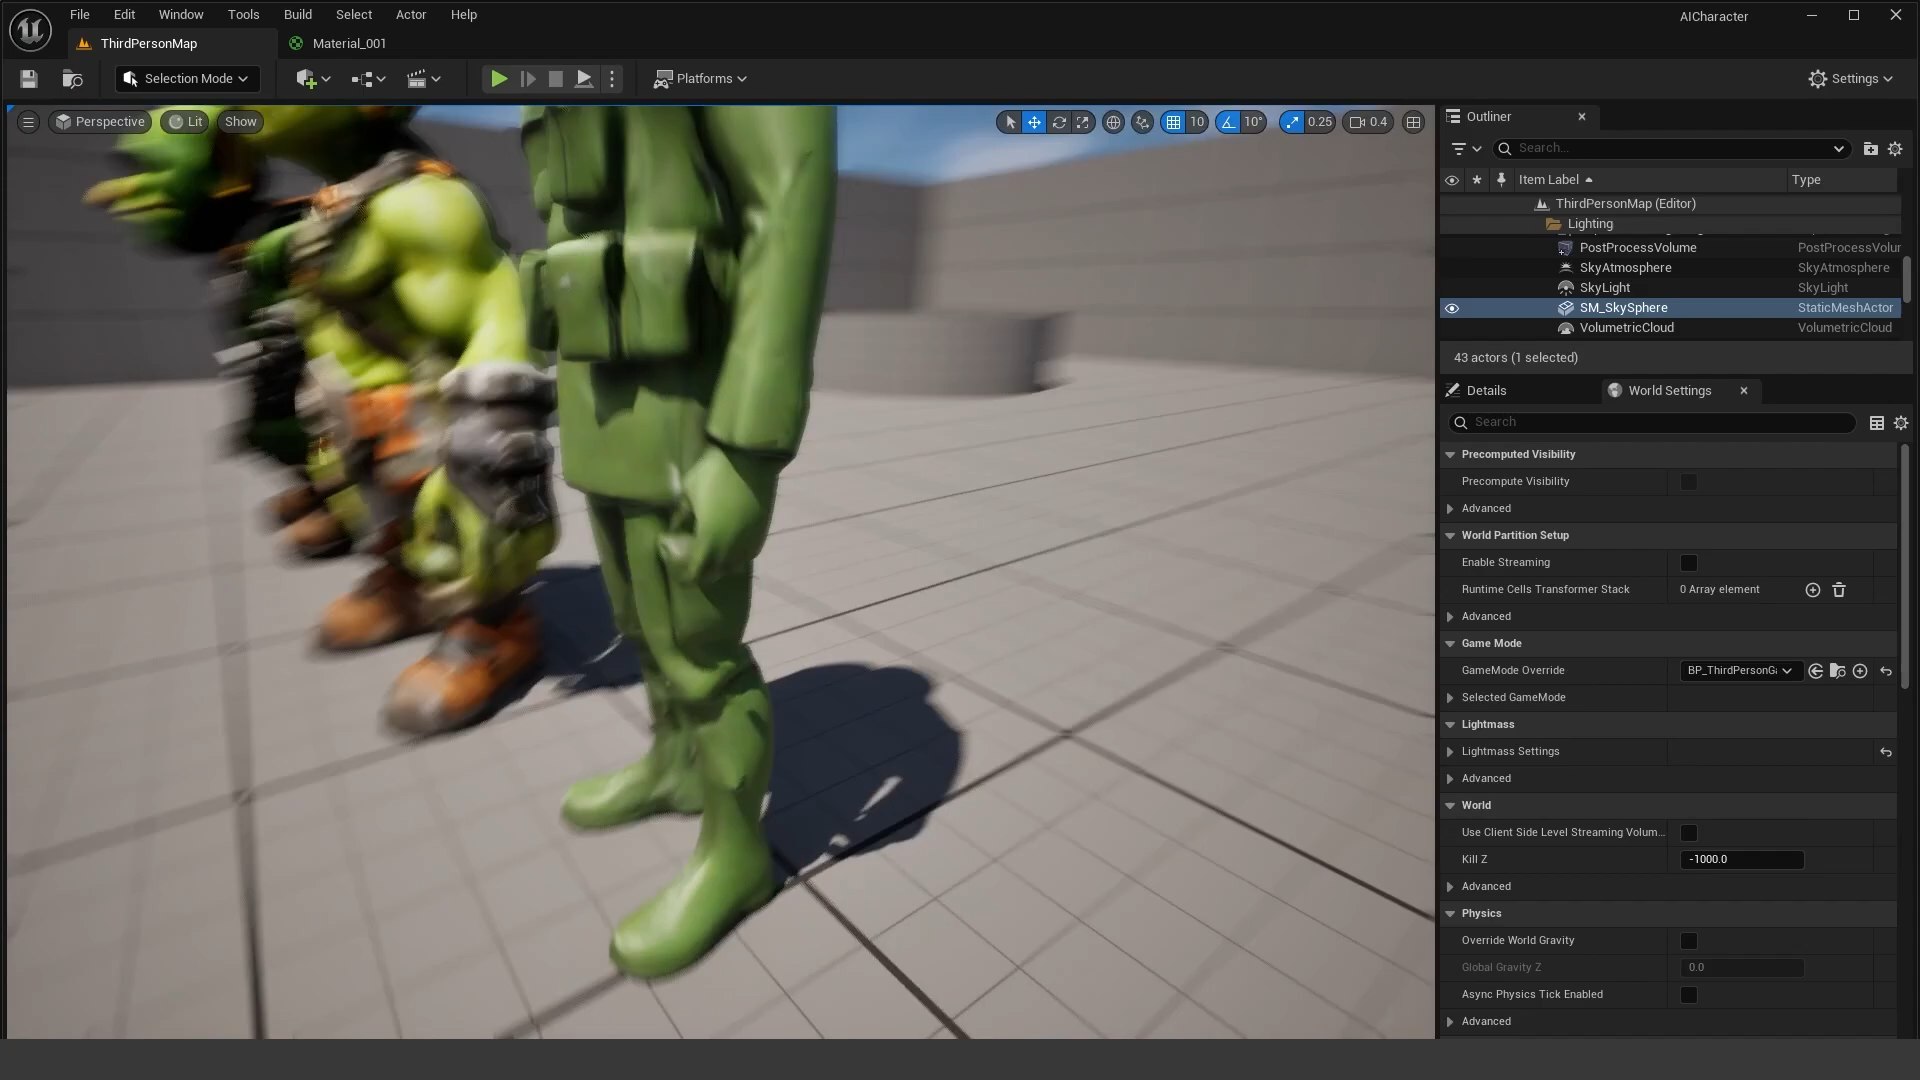 File Edit Window Tools Build Select Actor Help
AICharacter
ThirdPersonMap
Material_001
Selection Mode
Platforms
Settings
Perspective
Lit
Show
10
10°
0.25
0.4
Outliner
Search...
Item Label
Type
ThirdPersonMap (Editor)
Lighting
PostProcessVolume PostProcessVolur
SkyAtmosphere SkyAtmosphere
SkyLight SkyLight
SM_SkySphere StaticMeshActor
VolumetricCloud VolumetricCloud
43 actors (1 selected)
Details
World Settings
Search
Precomputed Visibility
Precompute Visibility
Advanced
World Partition Setup
Enable Streaming
Runtime Cells Transformer Stack 0 Array element
Advanced
Game Mode
GameMode Override BP_ThirdPersonGa
Selected GameMode
Lightmass
Lightmass Settings
Advanced
World
Use Client Side Level Streaming Volum...
Kill Z -1000.0
Advanced
Physics
Override World Gravity
Global Gravity Z 0.0
Async Physics Tick Enabled
Advanced